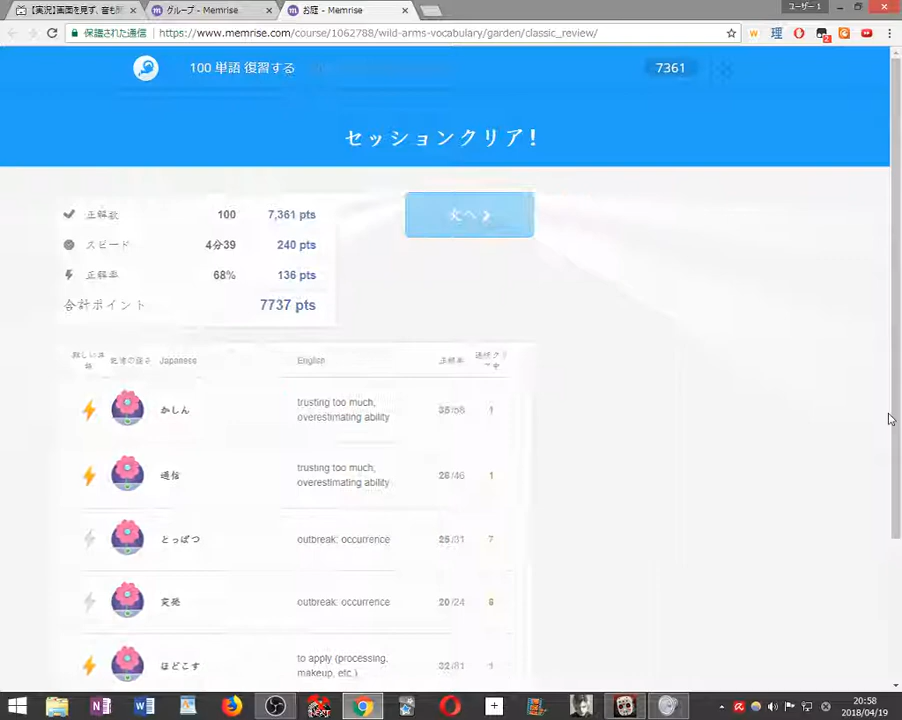 【実況】画面を見ず、音も聞
グループ - Memrise
お庭 - Memrise
ユーザー 1
保護された通信
https://www.memrise.com/course/1062788/wild-arms-vocabulary/garden/classic_review/
2
100 単語 復習する
7361
セッションクリア!
正解数 100 7,361 pts
次へ
スピード 4分39 240 pts
正解率 68% 136 pts
合計ポイント 7737 pts
Japanese English 正解率
かしん trusting too much, overestimating ability 35/58 1
trusting too much, overestimating ability 28/46 1
とっぱつ outbreak; occurrence 25/31 7
突発 outbreak; occurrence 20/24 6
ほどこす to apply (processing, makeup, etc.) 32/81 1
20:58
2018/04/19